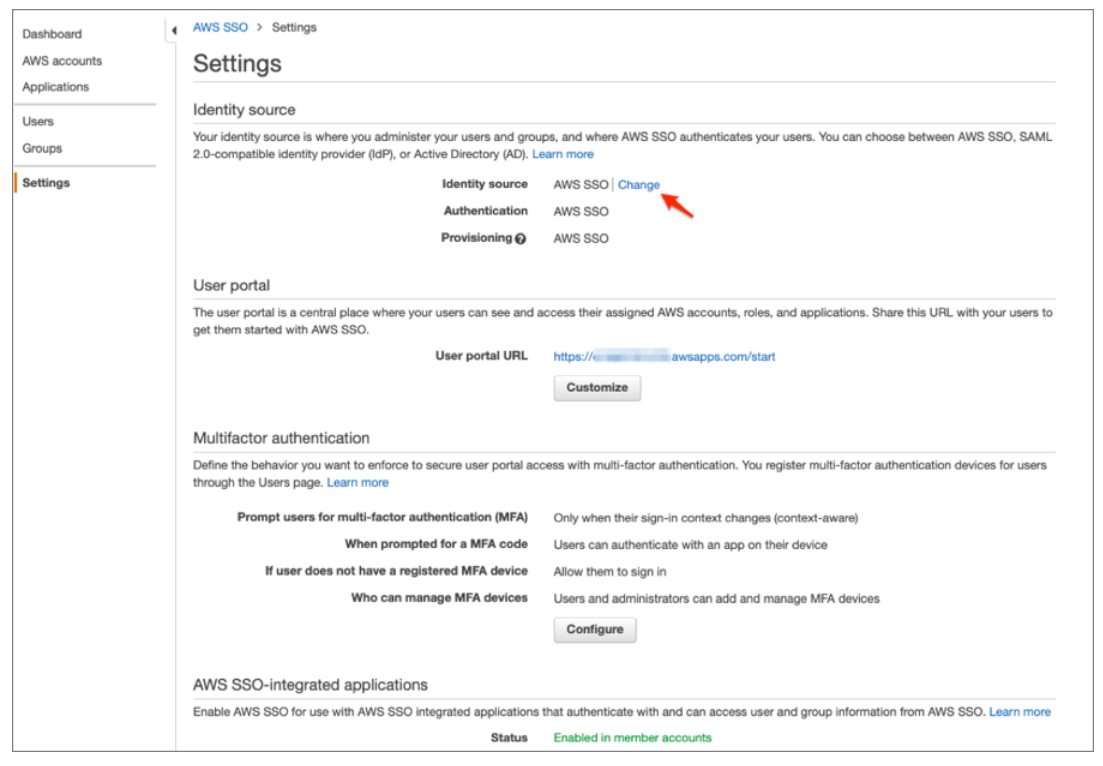 Dashboard
AWS accounts
Applications
Users
Groups
Settings
AWS SSO > Settings
Settings
Identity source
Your identity source is where you administer your users and groups, and where AWS SSO authenticates your users. You can choose between AWS SSO, SAML
2.0-compatible identity provider (IdP), or Active Directory (AD). Learn more
Identity source AWS SSO | Change
Authentication AWS SSO
Provisioning AWS SSO
User portal
The user portal is a central place where your users can see and access their assigned AWS accounts, roles, and applications. Share this URL with your users to
get them started with AWS SSO.
User portal URL https:// awsapps.com/start
Customize
Multifactor authentication
Define the behavior you want to enforce to secure user portal access with multi-factor authentication. You register multi-factor authentication devices for users
through the Users page. Learn more
Prompt users for multi-factor authentication (MFA) Only when their sign-in context changes (context-aware)
When prompted for a MFA code Users can authenticate with an app on their device
If user does not have a registered MFA device Allow them to sign in
Who can manage MFA devices Users and administrators can add and manage MFA devices
Configure
AWS SSO-integrated applications
Enable AWS SSO for use with AWS SSO integrated applications that authenticate with and can access user and group information from AWS SSO. Learn more
Status Enabled in member accounts